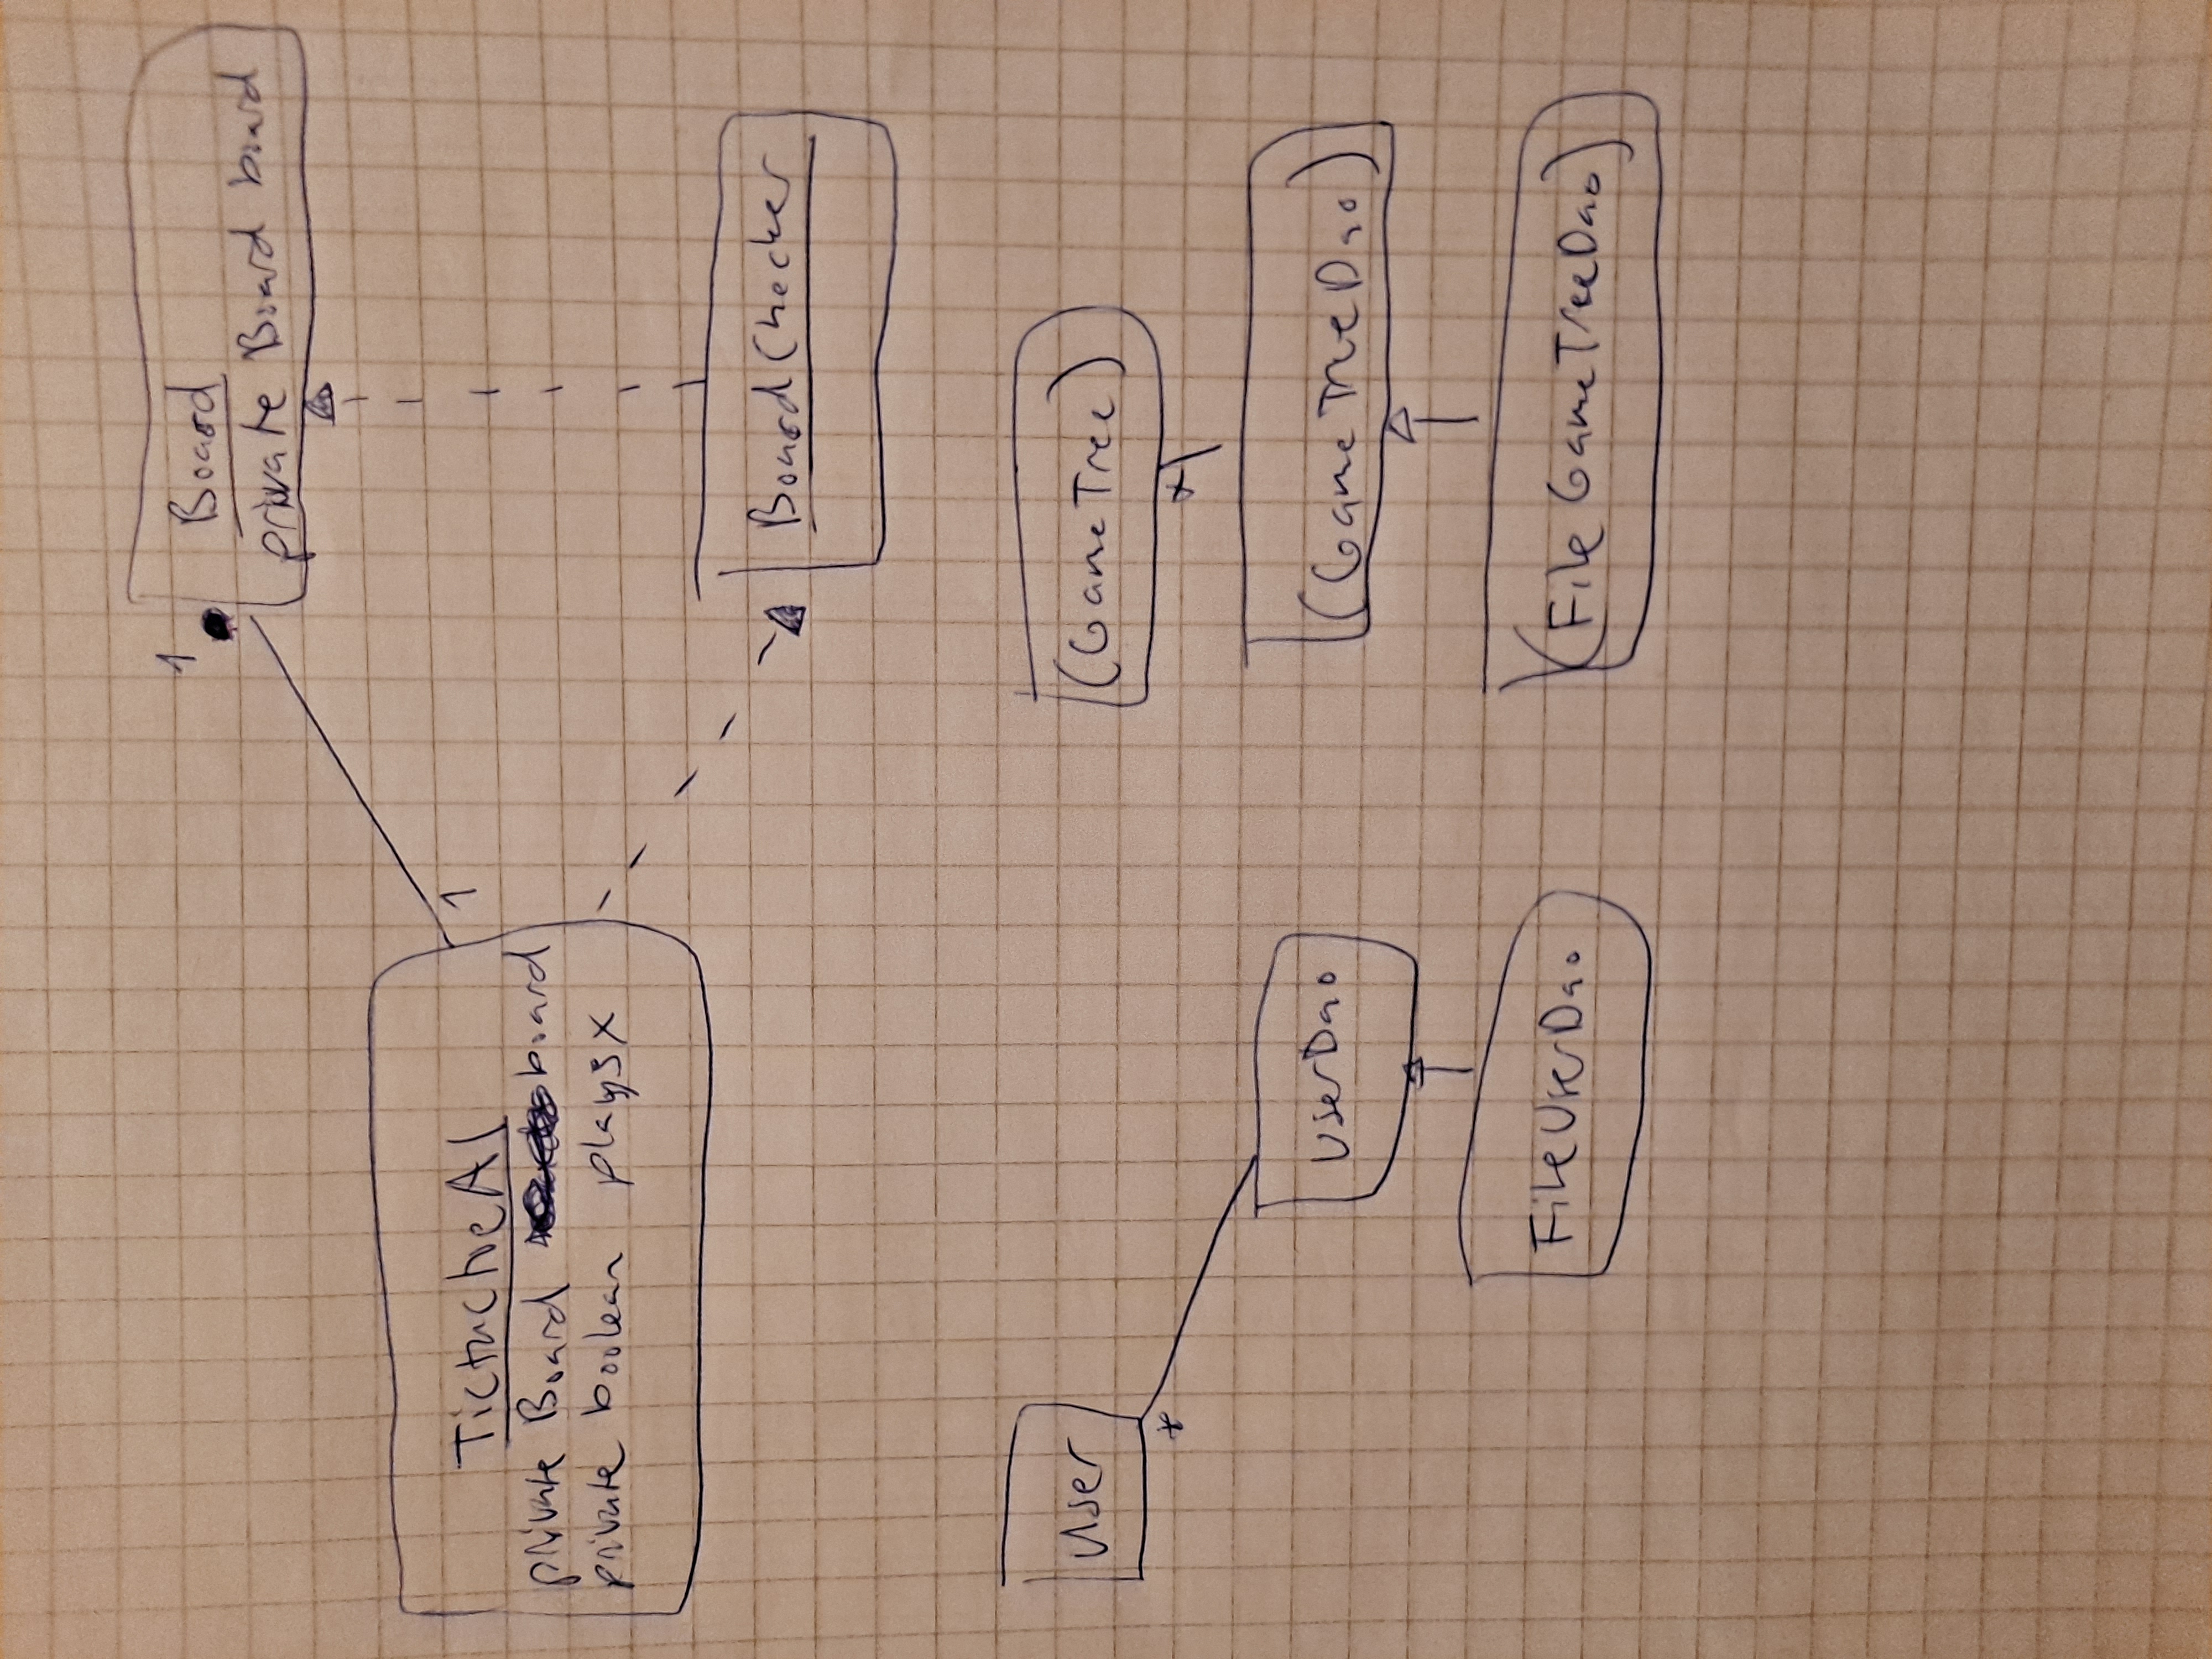 1
Board
private Board board
TictactoeAI
1
private Board board
private boolean playsx
BoardChecker
User
*
(GameTree)
*
UserDao
(GameTreeDao)
FileUserDao
(FileGameTreeDao)